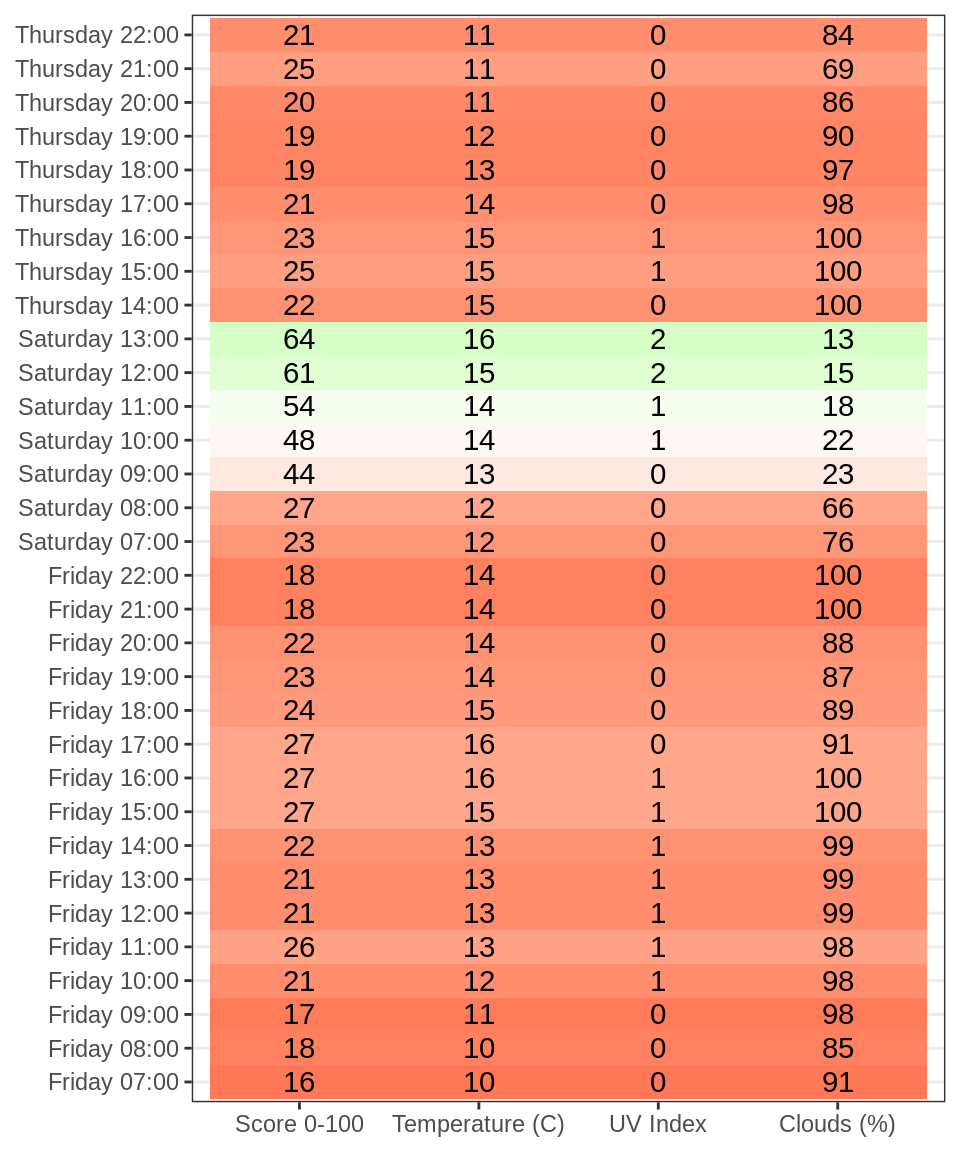 Thursday 22:00 21 11 0 84
Thursday 21:00 25 11 0 69
Thursday 20:00 20 11 0 86
Thursday 19:00 19 12 0 90
Thursday 18:00 19 13 0 97
Thursday 17:00 21 14 0 98
Thursday 16:00 23 15 1 100
Thursday 15:00 25 15 1 100
Thursday 14:00 22 15 0 100
Saturday 13:00 64 16 2 13
Saturday 12:00 61 15 2 15
Saturday 11:00 54 14 1 18
Saturday 10:00 48 14 1 22
Saturday 09:00 44 13 0 23
Saturday 08:00 27 12 0 66
Saturday 07:00 23 12 0 76
Friday 22:00 18 14 0 100
Friday 21:00 18 14 0 100
Friday 20:00 22 14 0 88
Friday 19:00 23 14 0 87
Friday 18:00 24 15 0 89
Friday 17:00 27 16 0 91
Friday 16:00 27 16 1 100
Friday 15:00 27 15 1 100
Friday 14:00 22 13 1 99
Friday 13:00 21 13 1 99
Friday 12:00 21 13 1 99
Friday 11:00 26 13 1 98
Friday 10:00 21 12 1 98
Friday 09:00 17 11 0 98
Friday 08:00 18 10 0 85
Friday 07:00 16 10 0 91
Score 0-100 Temperature (C) UV Index Clouds (%)